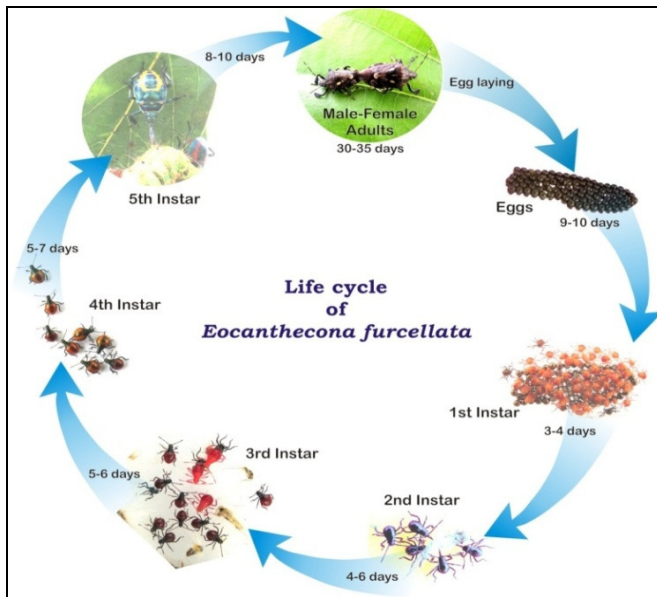 8-10 days
Male-Female
Adults
30-35 days
Egg laying
Eggs
9-10 days
1st Instar
3-4 days
2nd Instar
4-6 days
3rd Instar
5-6 days
4th Instar
5-7 days
5th Instar
Life cycle
of
Eocanthecona furcellata